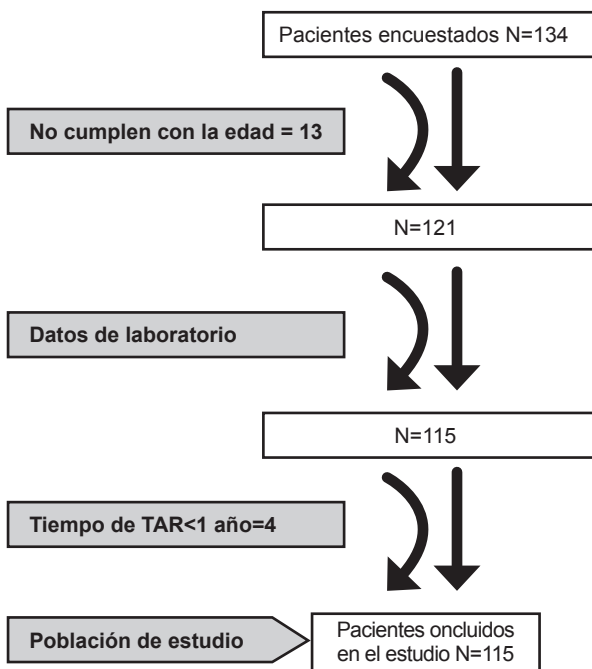 Pacientes encuestados N=134
No cumplen con la edad = 13
N=121
Datos de laboratorio
N=115
Tiempo de TAR<1 año=4
Población de estudio
Pacientes oncluidos
en el estudio N=115